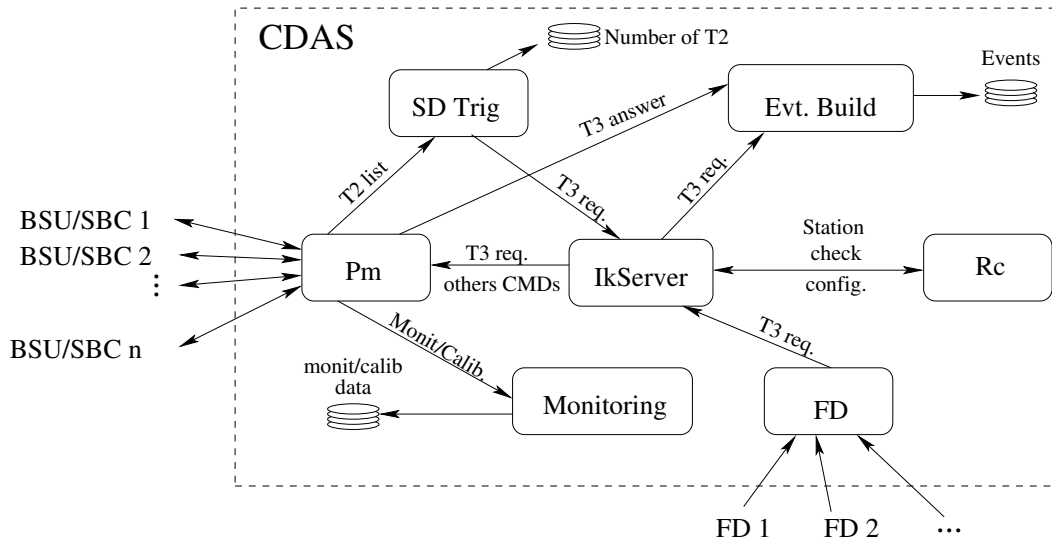 CDAS
Number of T2
Events
SD Trig
Evt. Build
T3 answer
T2 list
T3 req.
T3 req.
BSU/SBC 1
BSU/SBC 2
...
BSU/SBC n
Pm
T3 req.
others CMDs
IkServer
Station
check
config.
Rc
Monit/Calib.
T3 req.
monit/calib
data
Monitoring
FD
FD 1
FD 2
...